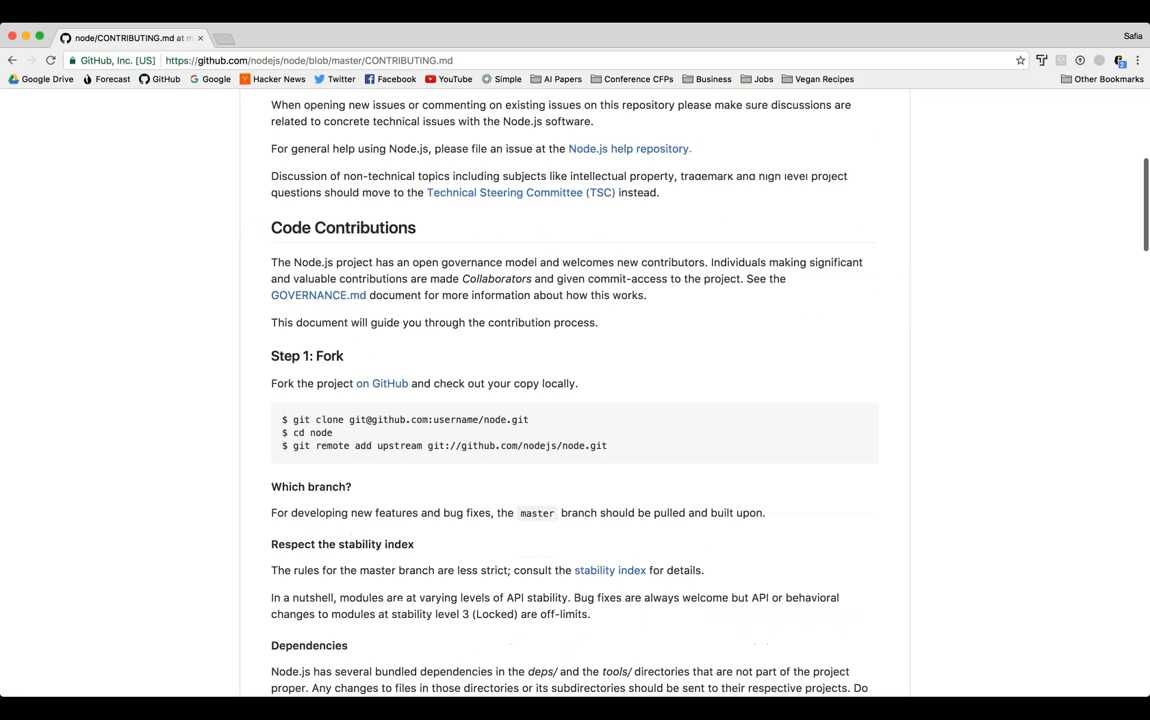 node/CONTRIBUTING.md at m
Safia
GitHub, Inc. [US] https://github.com/nodejs/node/blob/master/CONTRIBUTING.md
Google Drive Forecast GitHub Google Hacker News Twitter Facebook YouTube Simple AI Papers Conference CFPs Business Jobs Vegan Recipes Other Bookmarks
When opening new issues or commenting on existing issues on this repository please make sure discussions are
related to concrete technical issues with the Node.js software.
For general help using Node.js, please file an issue at the Node.js help repository.
Discussion of non-technical topics including subjects like intellectual property, trademark and high level project
questions should move to the Technical Steering Committee (TSC) instead.
Code Contributions
The Node.js project has an open governance model and welcomes new contributors. Individuals making significant
and valuable contributions are made Collaborators and given commit-access to the project. See the
GOVERNANCE.md document for more information about how this works.
This document will guide you through the contribution process.
Step 1: Fork
Fork the project on GitHub and check out your copy locally.
$ git clone git@github.com:username/node.git
$ cd node
$ git remote add upstream git://github.com/nodejs/node.git
Which branch?
For developing new features and bug fixes, the master branch should be pulled and built upon.
Respect the stability index
The rules for the master branch are less strict; consult the stability index for details.
In a nutshell, modules are at varying levels of API stability. Bug fixes are always welcome but API or behavioral
changes to modules at stability level 3 (Locked) are off-limits.
Dependencies
Node.js has several bundled dependencies in the deps/ and the tools/ directories that are not part of the project
proper. Any changes to files in those directories or its subdirectories should be sent to their respective projects. Do